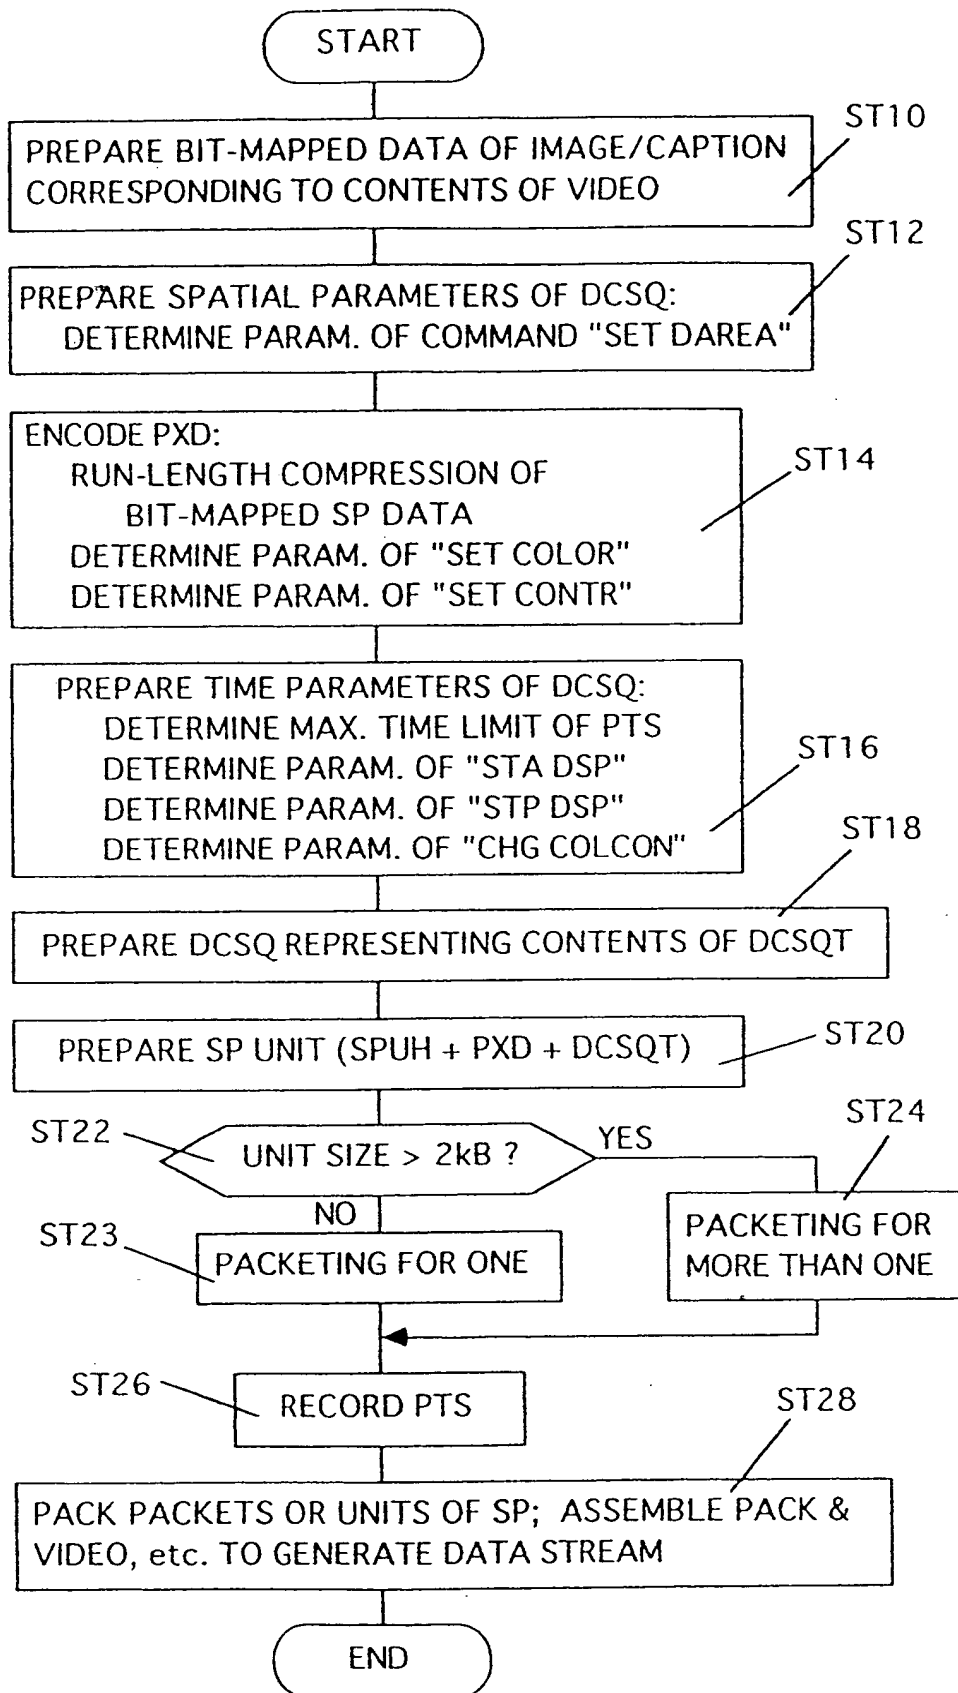 START
ST10
PREPARE BIT-MAPPED DATA OF IMAGE/CAPTION
CORRESPONDING TO CONTENTS OF VIDEO
ST12
PREPARE SPATIAL PARAMETERS OF DCSQ:
DETERMINE PARAM. OF COMMAND "SET DAREA"
ENCODE PXD:
RUN-LENGTH COMPRESSION OF
BIT-MAPPED SP DATA
DETERMINE PARAM. OF "SET COLOR"
DETERMINE PARAM. OF "SET CONTR"
ST14
PREPARE TIME PARAMETERS OF DCSQ:
DETERMINE MAX. TIME LIMIT OF PTS
DETERMINE PARAM. OF "STA DSP"
DETERMINE PARAM. OF "STP DSP"
DETERMINE PARAM. OF "CHG COLCON"
ST16
ST18
PREPARE DCSQ REPRESENTING CONTENTS OF DCSQT
PREPARE SP UNIT (SPUH + PXD + DCSQT)
ST20
ST22
UNIT SIZE > 2kB ?
YES
ST24
NO
ST23
PACKETING FOR ONE
PACKETING FOR
MORE THAN ONE
ST26
RECORD PTS
ST28
PACK PACKETS OR UNITS OF SP; ASSEMBLE PACK &
VIDEO, etc. TO GENERATE DATA STREAM
END